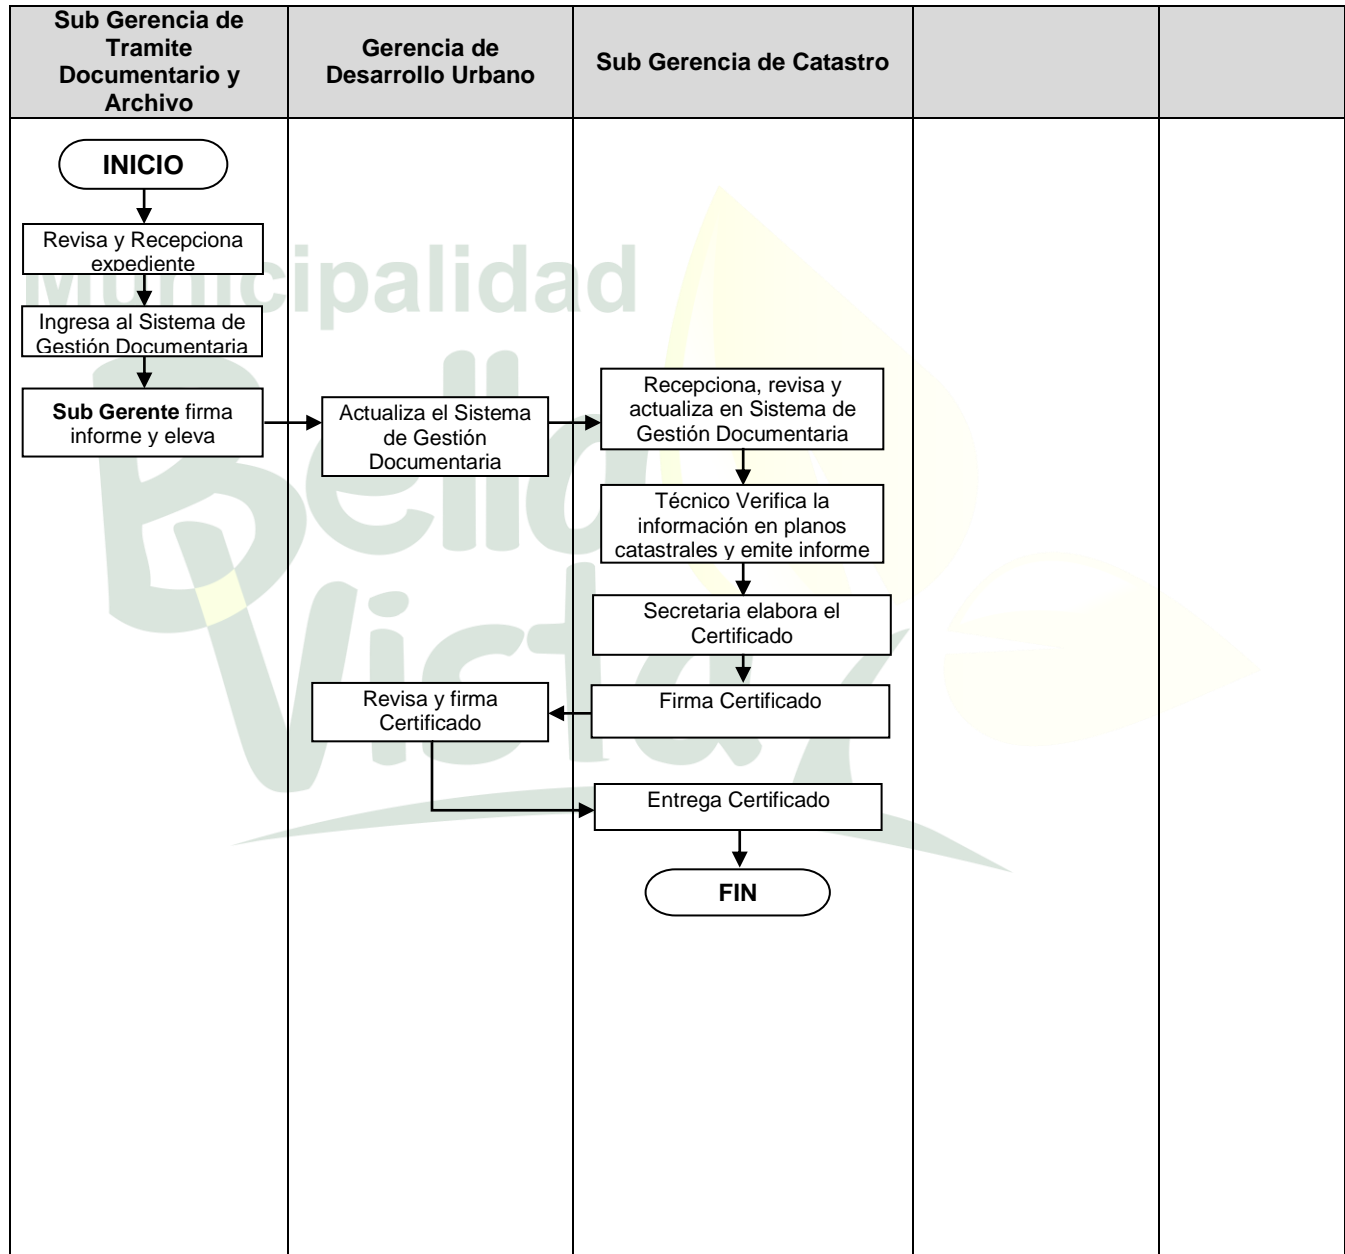 Sub Gerencia de
Tramite
Documentario y
Archivo
Gerencia de
Desarrollo Urbano
Sub Gerencia de Catastro
INICIO
Revisa y Recepciona
expediente
Ingresa al Sistema de
Gestión Documentaria
Sub Gerente firma
informe y eleva
Actualiza el Sistema
de Gestión
Documentaria
Recepciona, revisa y
actualiza en Sistema de
Gestión Documentaria
Técnico Verifica la
información en planos
catastrales y emite informe
Secretaria elabora el
Certificado
Firma Certificado
Revisa y firma
Certificado
Entrega Certificado
FIN
Municipalidad
Bella
Vista